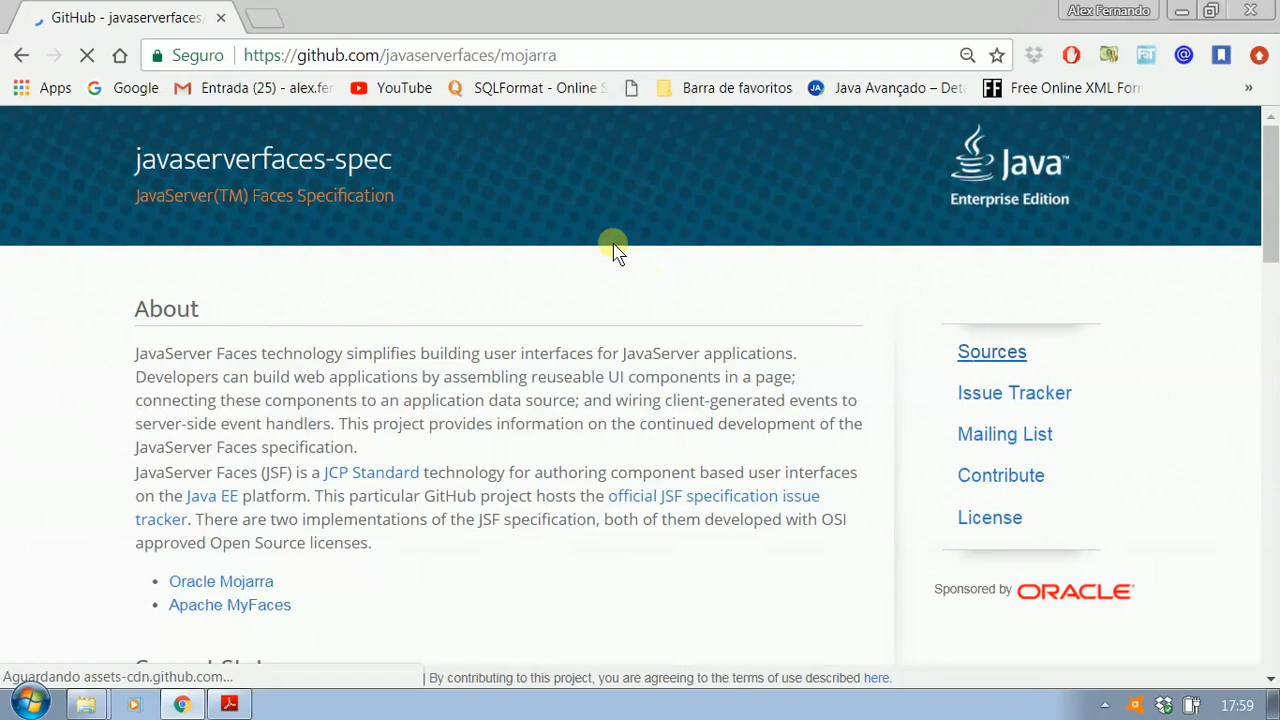 GitHub - javaserverfaces/
Alex Fernando
Seguro
https://github.com/javaserverfaces/mojarra
Apps
Google
Entrada (25)
YouTube
SQLFormat - Online
Barra de favoritos
JA
Java Avançado – Deta
Free Online XML For
»
javaserverfaces-spec
JavaServer(TM) Faces Specification
Java™
Enterprise Edition
About
JavaServer Faces technology simplifies building user interfaces for JavaServer applications.
Developers can build web applications by assembling reuseable UI components in a page;
connecting these components to an application data source; and wiring client-generated events to
server-side event handlers. This project provides information on the continued development of the
JavaServer Faces specification.
JavaServer Faces (JSF) is a JCP Standard technology for authoring component based user interfaces
on the Java EE platform. This particular GitHub project hosts the official JSF specification issue
tracker. There are two implementations of the JSF specification, both of them developed with OSI
approved Open Source licenses.
• Oracle Mojarra
• Apache MyFaces
Sources
Issue Tracker
Mailing List
Contribute
License
Sponsored by ORACLE
Aguardando assets-cdn.github.com...
| By contributing to this project, you are agreeing to the terms of use described here.
17:59